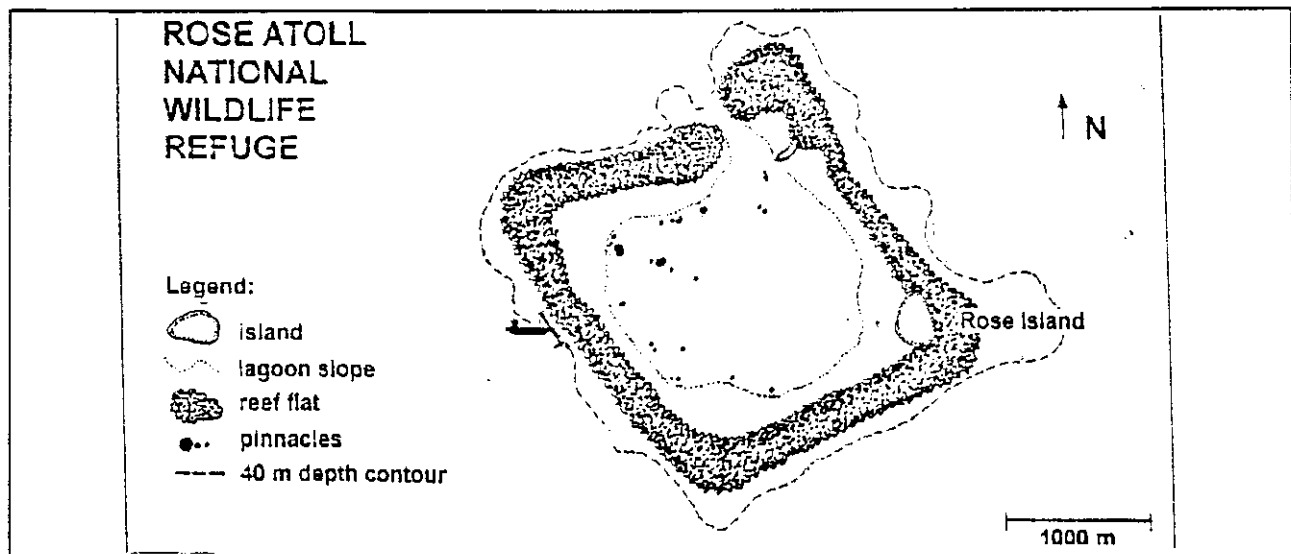 ROSE ATOLL
NATIONAL
WILDLIFE
REFUGE
N
Legend:
island
lagoon slope
reef flat
pinnacles
40 m depth contour
Rose Island
1000 m